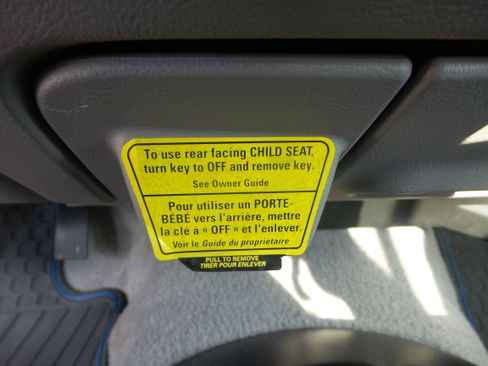 To use rear facing CHILD SEAT,
turn key to OFF and remove key.
See Owner Guide
Pour utiliser un PORTE-
BÉBÉ vers l'arrière, mettre
la clé à « OFF » et l'enlever.
Voir le Guide du propriétaire
PULL TO REMOVE
TIRER POUR ENLEVER